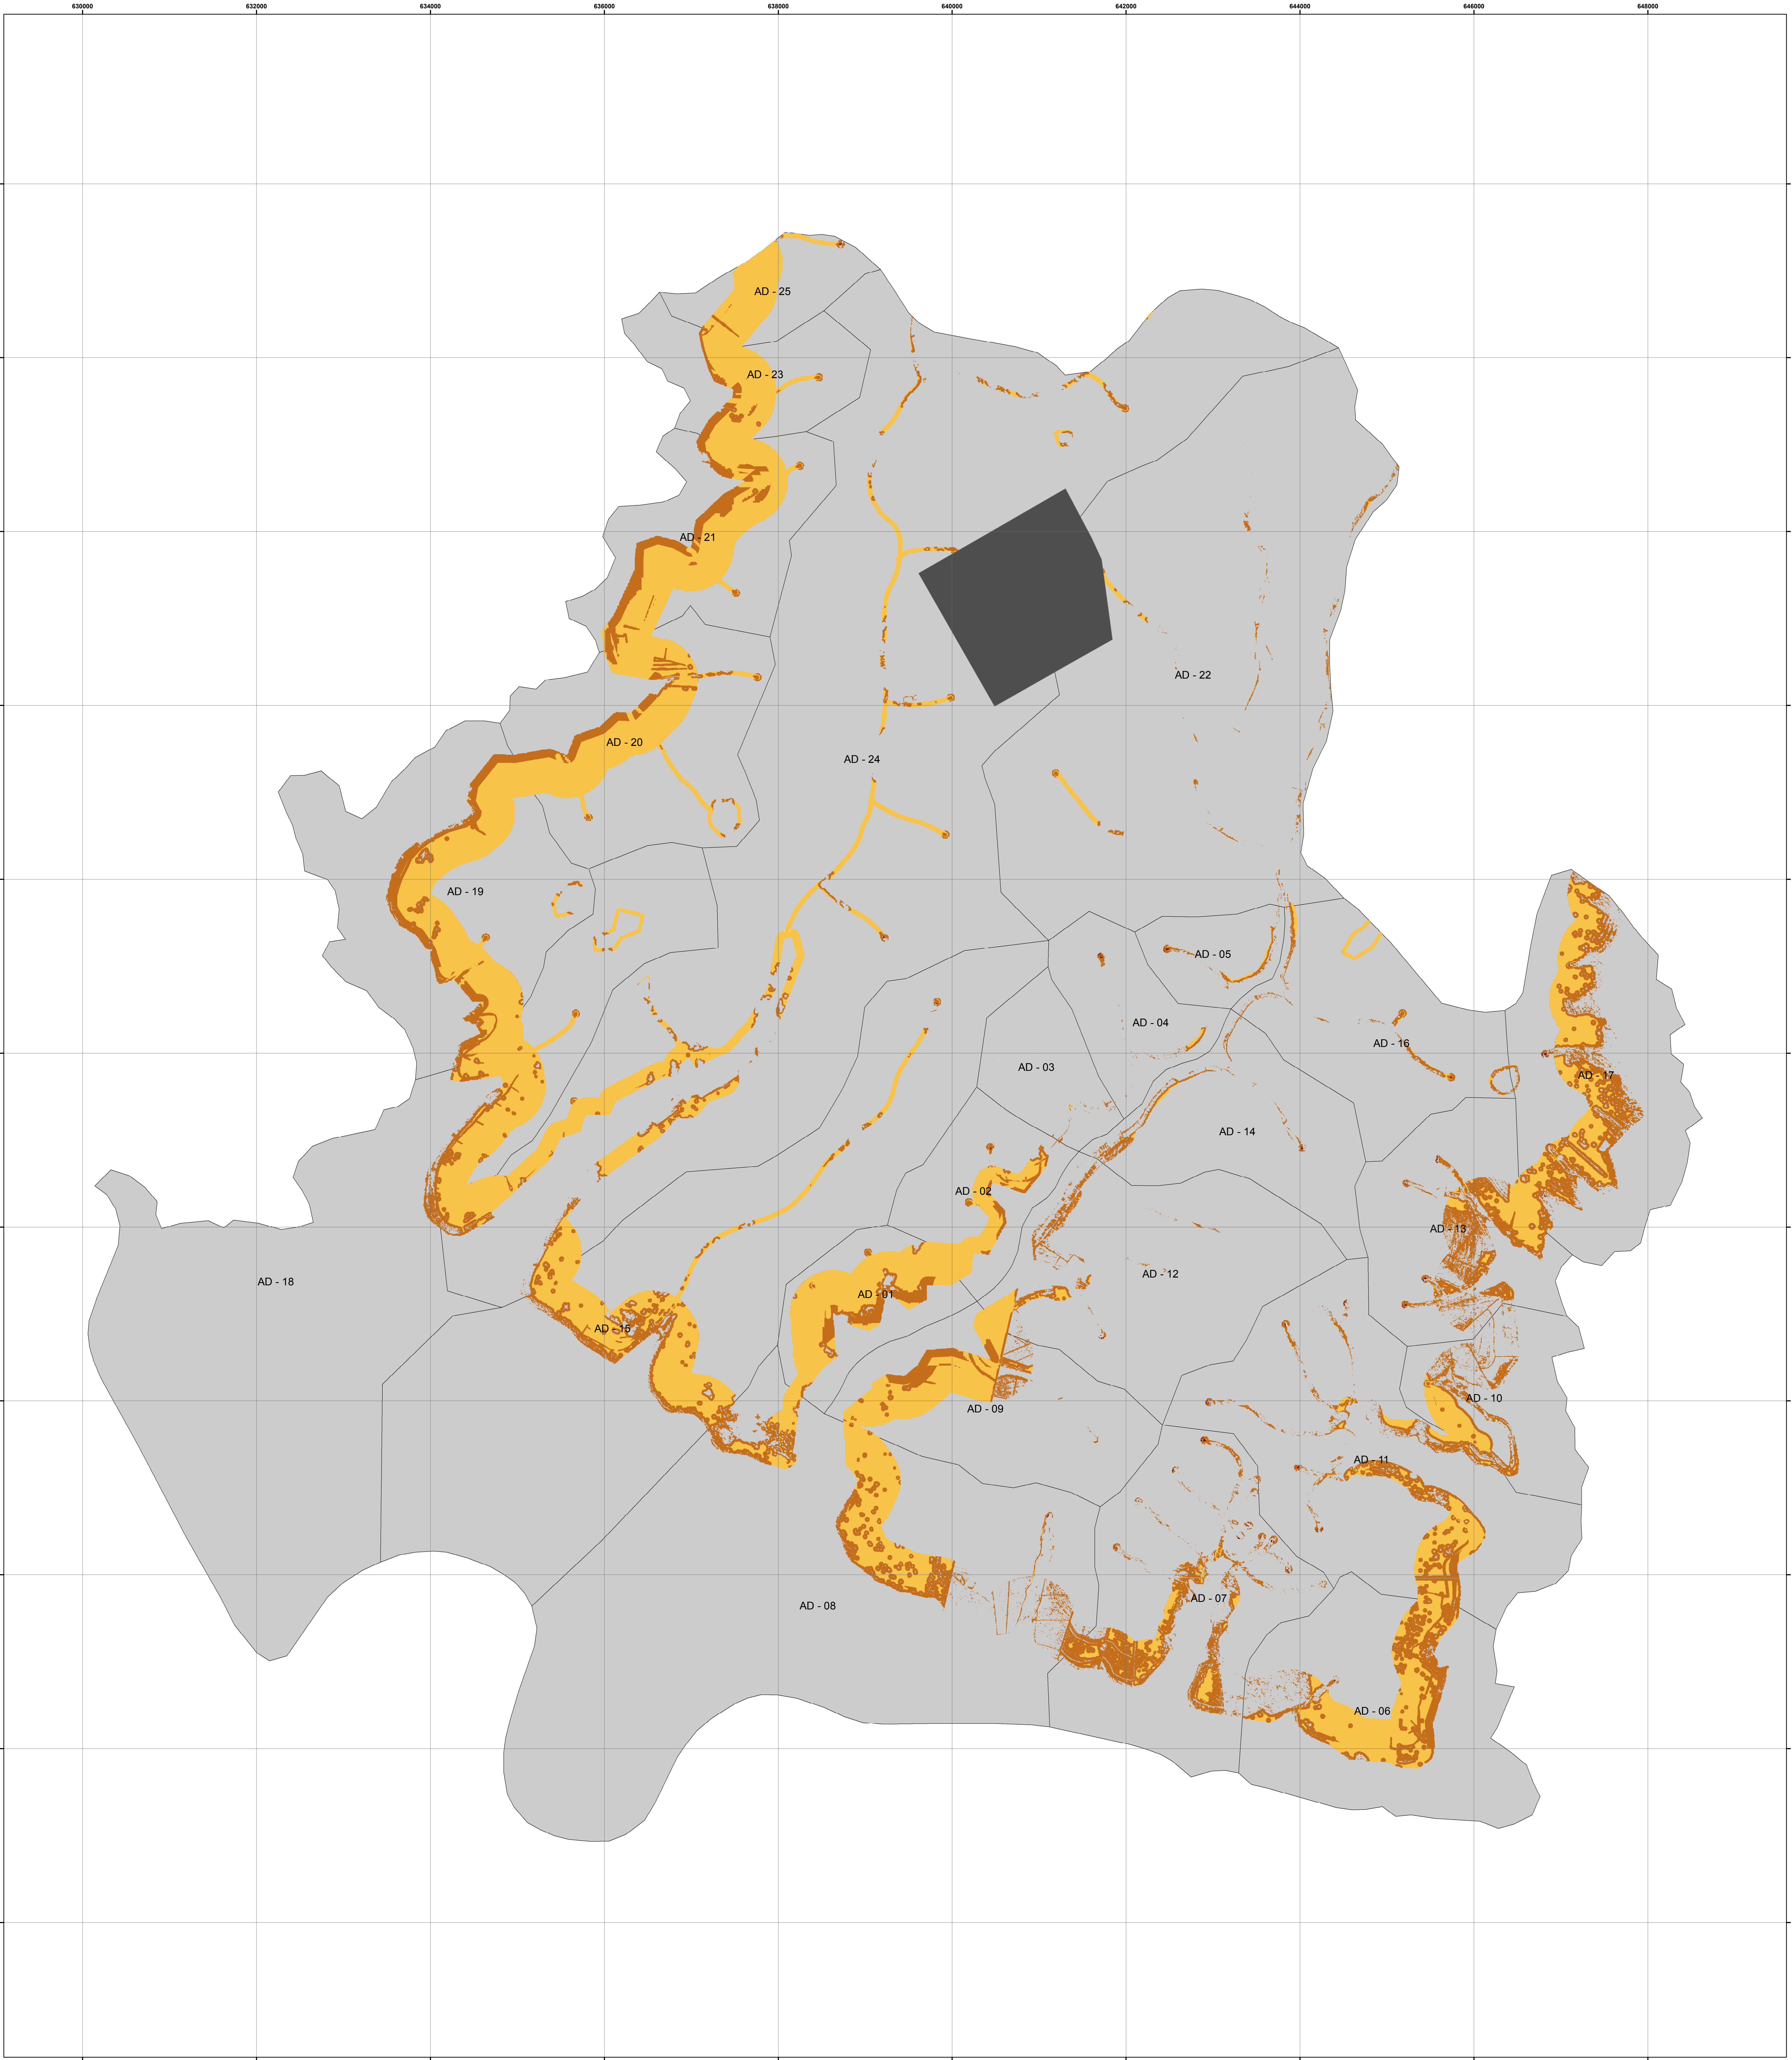 630000 632000 634000 636000 638000 640000 642000 644000 646000 648000
AD - 25
AD - 23
AD - 21
AD - 22
AD - 20
AD - 24
AD - 19
AD - 05
AD - 04
AD - 16
AD - 03
AD - 17
AD - 14
AD - 02
AD - 13
AD - 12
AD - 18
AD - 01
AD - 15
AD - 10
AD - 09
AD - 11
AD - 07
AD - 08
AD - 06